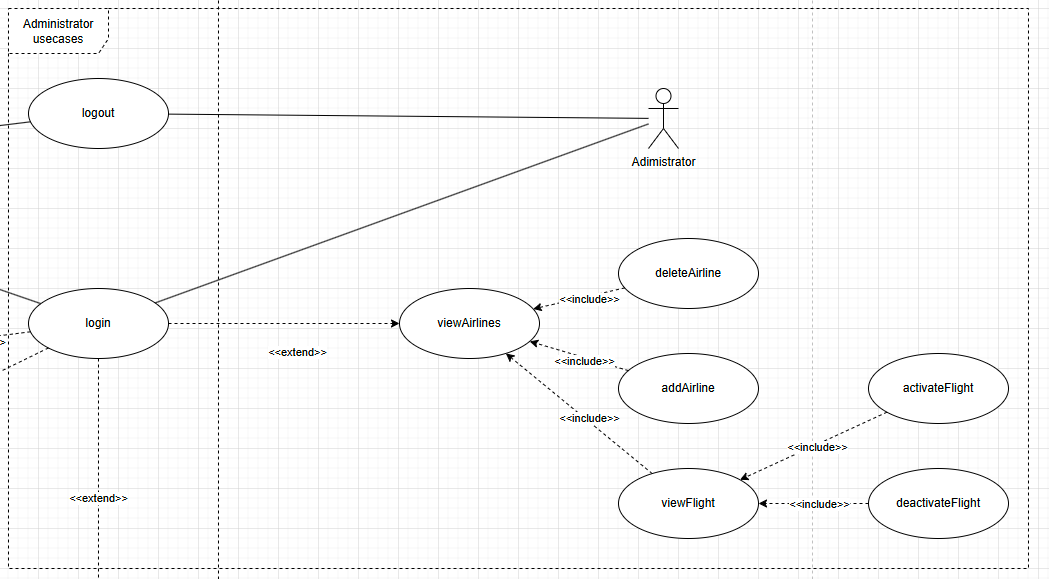 Administrator
usecases
logout
Adimistrator
deleteAirline
<<include>>
login
viewAirlines
<<extend>>
<<include>>
addAirline
activateFlight
<<include>>
<<include>>
<<extend>>
viewFlight
<<include>>
deactivateFlight